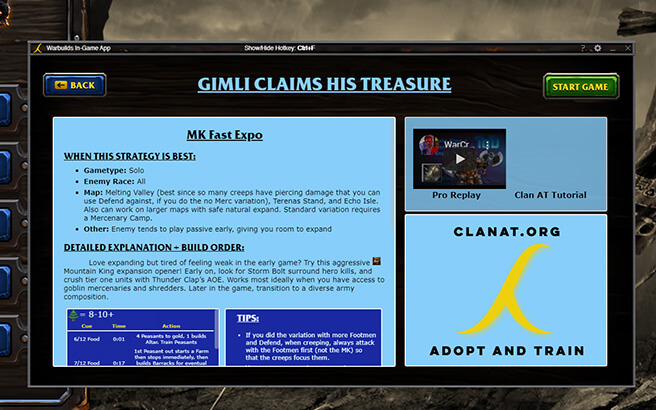 Warbuilds In-Game App
Show/Hide Hotkey: Ctrl+F
BACK
GIMLI CLAIMS HIS TREASURE
START GAME
MK Fast Expo
WHEN THIS STRATEGY IS BEST:
• Gametype: Solo
• Enemy Race: All
• Map: Melting Valley (best since so many creeps have piercing damage that you can
use Defend against, if you do the no Merc variation), Terenas Stand, and Echo Isle.
Also can work on larger maps with safe natural expand. Standard variation requires
a Mercenary Camp.
• Other: Enemy tends to play passive early, giving you room to expand
DETAILED EXPLANATION + BUILD ORDER:
Love expanding but tired of feeling weak in the early game? Try this aggressive
Mountain King expansion opener! Early on, look for Storm Bolt surround hero kills, and
crush tier one units with Thunder Clap's AOE. Works most ideally when you have access to
goblin mercenaries and shredders. Later in the game, transition to a diverse army
composition.
= 8-10+
Cue Time Action
6/12 Food 0:01 4 Peasants to gold, 1 builds
Altar. Train Peasants
1st Peasant out starts a Farm
then stops immediately, then
7/12 Food 0:17 builds Barracks for eventual
TIPS:
• If you did the variation with more Footmen
and Defend, when creeping, always attack
with the Footmen first (not the MK) so
that the creeps focus them.
WarCr...
Pro Replay
Clan AT Tutorial
CLANAT.ORG
ADOPT AND TRAIN